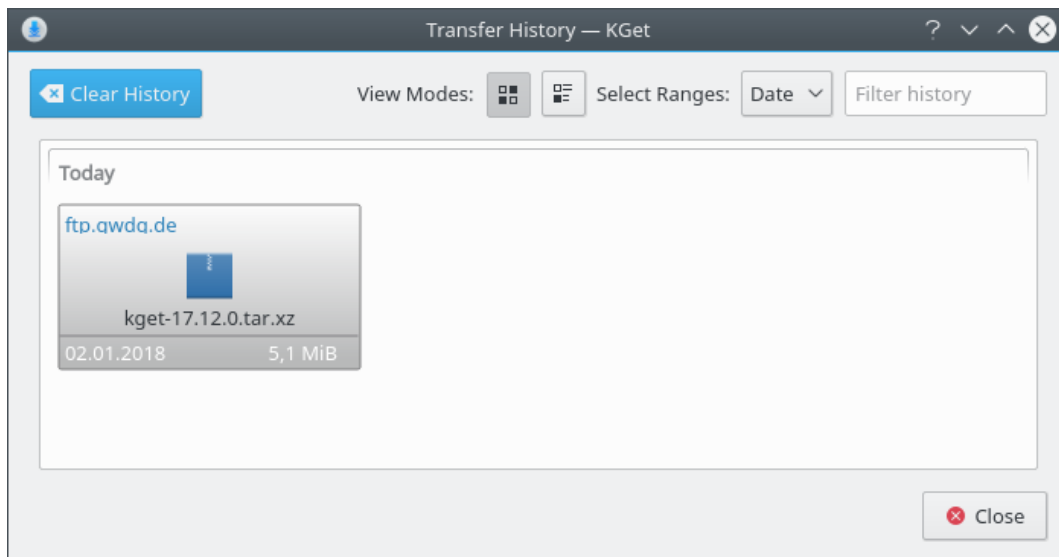 Transfer History — KGet
Clear History
View Modes:
Select Ranges:
Date
Filter history
Today
ftp.gwdg.de
kget-17.12.0.tar.xz
02.01.2018
5,1 MiB
Close